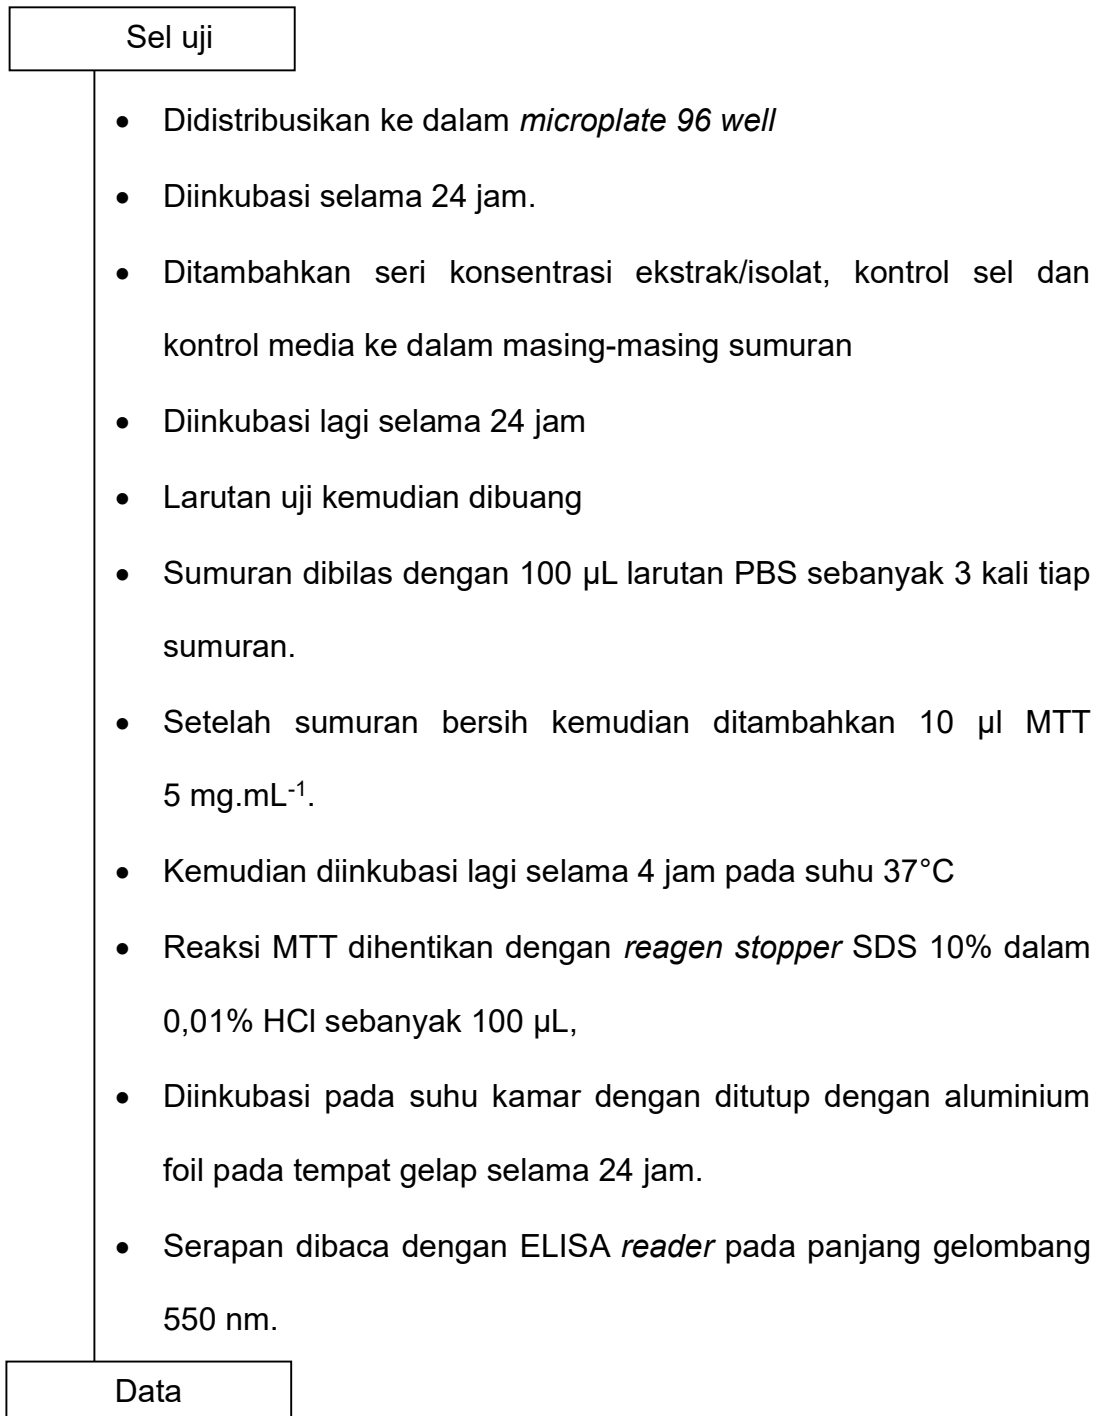 Sel uji
• Didistribusikan ke dalam microplate 96 well
• Diinkubasi selama 24 jam.
• Ditambahkan seri konsentrasi ekstrak/isolat, kontrol sel dan
kontrol media ke dalam masing-masing sumuran
• Diinkubasi lagi selama 24 jam
• Larutan uji kemudian dibuang
• Sumuran dibilas dengan 100 µL larutan PBS sebanyak 3 kali tiap
sumuran.
• Setelah sumuran bersih kemudian ditambahkan 10 µl MTT
5 mg.mL⁻¹.
• Kemudian diinkubasi lagi selama 4 jam pada suhu 37°C
• Reaksi MTT dihentikan dengan reagen stopper SDS 10% dalam
0,01% HCl sebanyak 100 µL,
• Diinkubasi pada suhu kamar dengan ditutup dengan aluminium
foil pada tempat gelap selama 24 jam.
• Serapan dibaca dengan ELISA reader pada panjang gelombang
550 nm.
Data